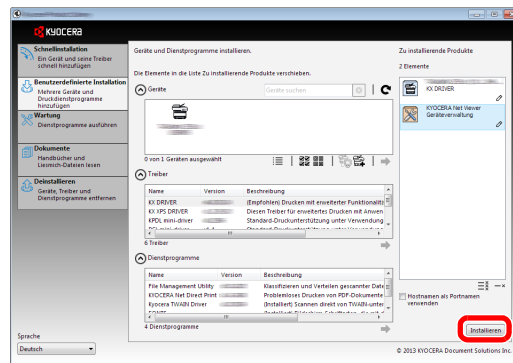 KYOCERA
Schnellinstallation
Ein Gerät und seine Treiber
schnell hinzufügen
Benutzerdefinierte Installation
Mehrere Geräte und
Druckdienstprogramme
hinzufügen
Wartung
Dienstprogramme ausführen
Dokumente
Handbücher und
Liesmich-Dateien lesen
Deinstallieren
Geräte, Treiber und
Dienstprogramme entfernen
Sprache
Deutsch
Geräte und Dienstprogramme installieren.
Die Elemente in die Liste Zu installierende Produkte verschieben.
Geräte
Geräte suchen
0 von 1 Geräten ausgewählt
Treiber
Name Version Beschreibung
KX DRIVER (Empfohlen) Drucken mit erweiterter Funktionalitä
KX XPS DRIVER Diesen Treiber für erweitertes Drucken mit Anwen
KPDL mini-driver Standard-Druckunterstützung unter Verwendung
6 Treiber
Dienstprogramme
Name Version Beschreibung
File Management Utility Klassifizieren und Verteilen gescannter Date
KYOCERA Net Direct Print Problemloses Drucken von PDF-Dokumente
Kyocera TWAIN Driver (Installiert) Scannen direkt von TWAIN-unter
4 Dienstprogramme
Zu installierende Produkte
2 Elemente
KX DRIVER
KYOCERA Net Viewer
Geräteverwaltung
Hostnamen als Portnamen
verwenden
Installieren
© 2013 KYOCERA Document Solutions Inc.